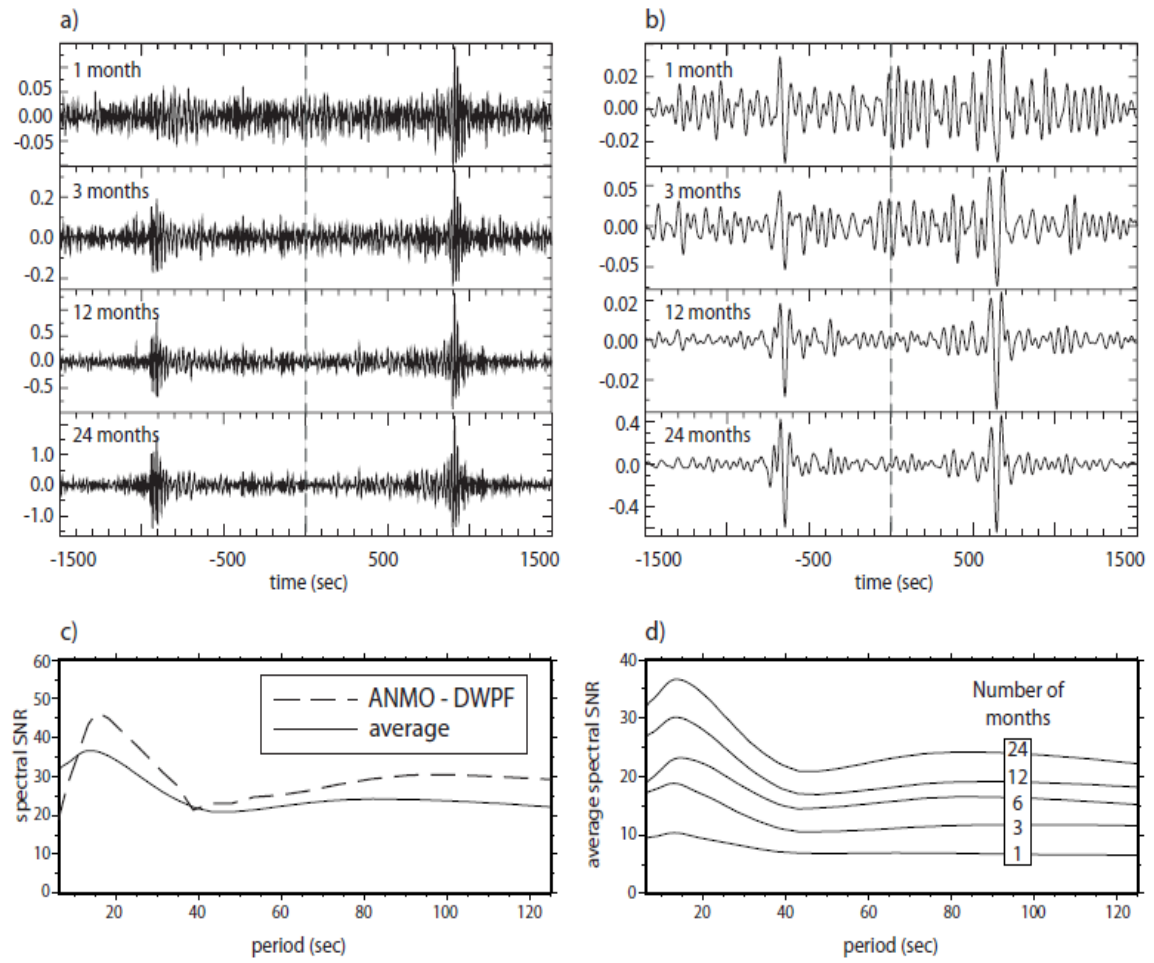 a)
1 month
0.05
0.00
-0.05
3 months
0.2
0.0
-0.2
12 months
0.5
0.0
-0.5
24 months
1.0
0.0
-1.0
-1500
-500
500
1500
time (sec)
b)
1 month
0.02
0.00
-0.02
3 months
0.05
0.00
-0.05
12 months
0.02
0.00
-0.02
24 months
0.4
0.0
-0.4
-1500
-500
500
1500
time (sec)
c)
spectral SNR
60
50
40
30
20
10
0
ANMO - DWPF
average
20
40
60
80
100
120
period (sec)
d)
average spectral SNR
40
30
20
10
0
Number of
months
24
12
6
3
1
20
40
60
80
100
120
period (sec)